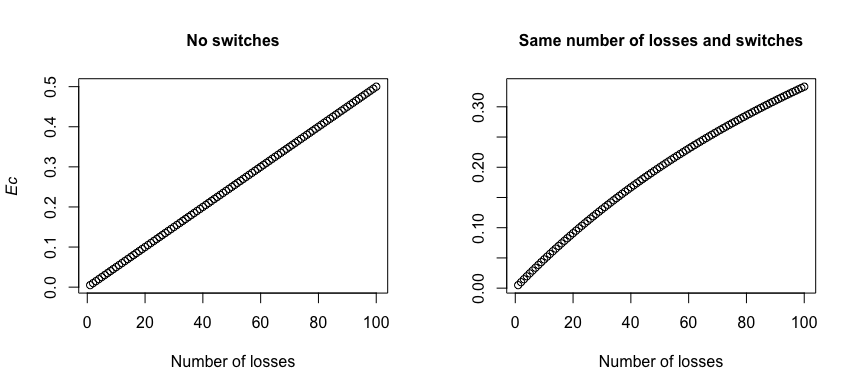 No switches
Same number of losses and switches
Ec
0.0 0.1 0.2 0.3 0.4 0.5
0 20 40 60 80 100
Number of losses
0.00 0.10 0.20 0.30
0 20 40 60 80 100
Number of losses